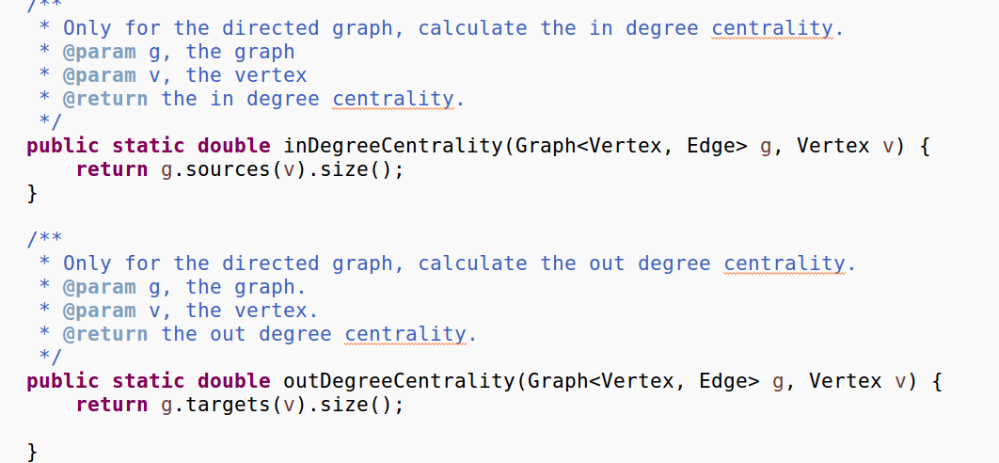 /**
 * Only for the directed graph, calculate the in degree centrality.
 * @param g, the graph
 * @param v, the vertex
 * @return the in degree centrality.
 */
public static double inDegreeCentrality(Graph<Vertex, Edge> g, Vertex v) {
    return g.sources(v).size();
}

/**
 * Only for the directed graph, calculate the out degree centrality.
 * @param g, the graph.
 * @param v, the vertex.
 * @return the out degree centrality.
 */
public static double outDegreeCentrality(Graph<Vertex, Edge> g, Vertex v) {
    return g.targets(v).size();

}